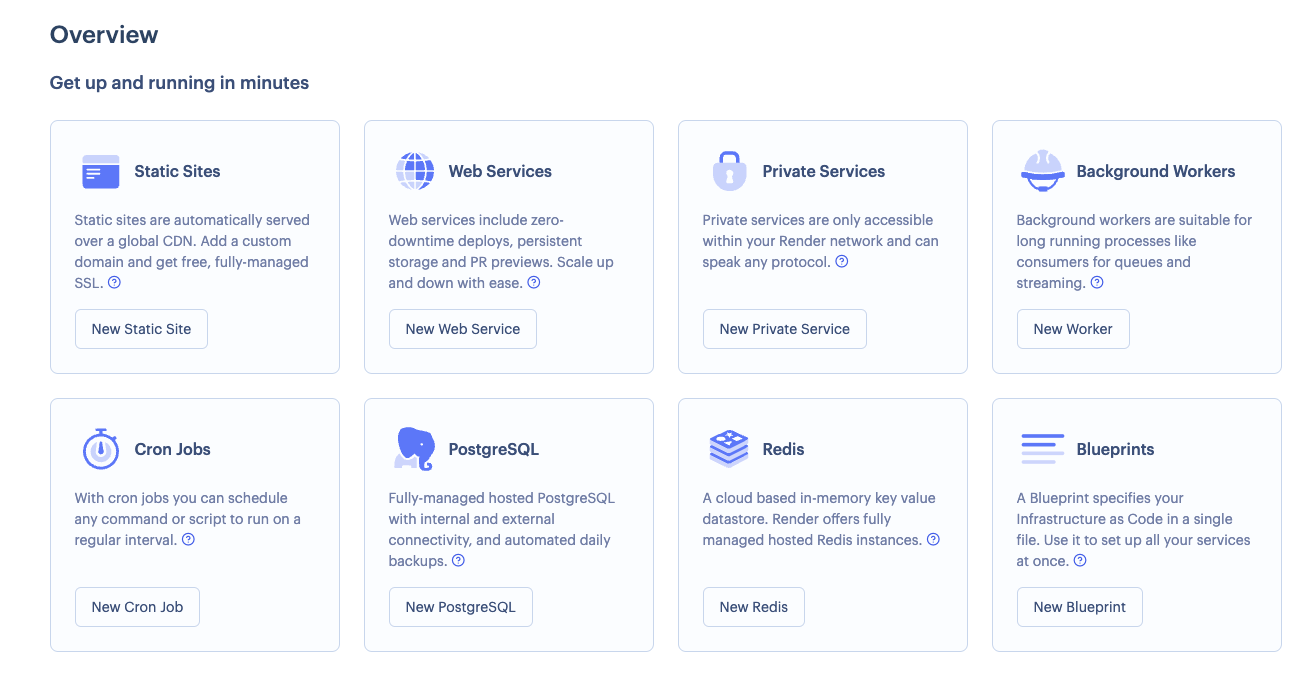 Overview
Get up and running in minutes
Static Sites
Static sites are automatically served
over a global CDN. Add a custom
domain and get free, fully-managed
SSL.
New Static Site
Web Services
Web services include zero-
downtime deploys, persistent
storage and PR previews. Scale up
and down with ease.
New Web Service
Private Services
Private services are only accessible
within your Render network and can
speak any protocol.
New Private Service
Background Workers
Background workers are suitable for
long running processes like
consumers for queues and
streaming.
New Worker
Cron Jobs
With cron jobs you can schedule
any command or script to run on a
regular interval.
New Cron Job
PostgreSQL
Fully-managed hosted PostgreSQL
with internal and external
connectivity, and automated daily
backups.
New PostgreSQL
Redis
A cloud based in-memory key value
datastore. Render offers fully
managed hosted Redis instances.
New Redis
Blueprints
A Blueprint specifies your
Infrastructure as Code in a single
file. Use it to set up all your services
at once.
New Blueprint